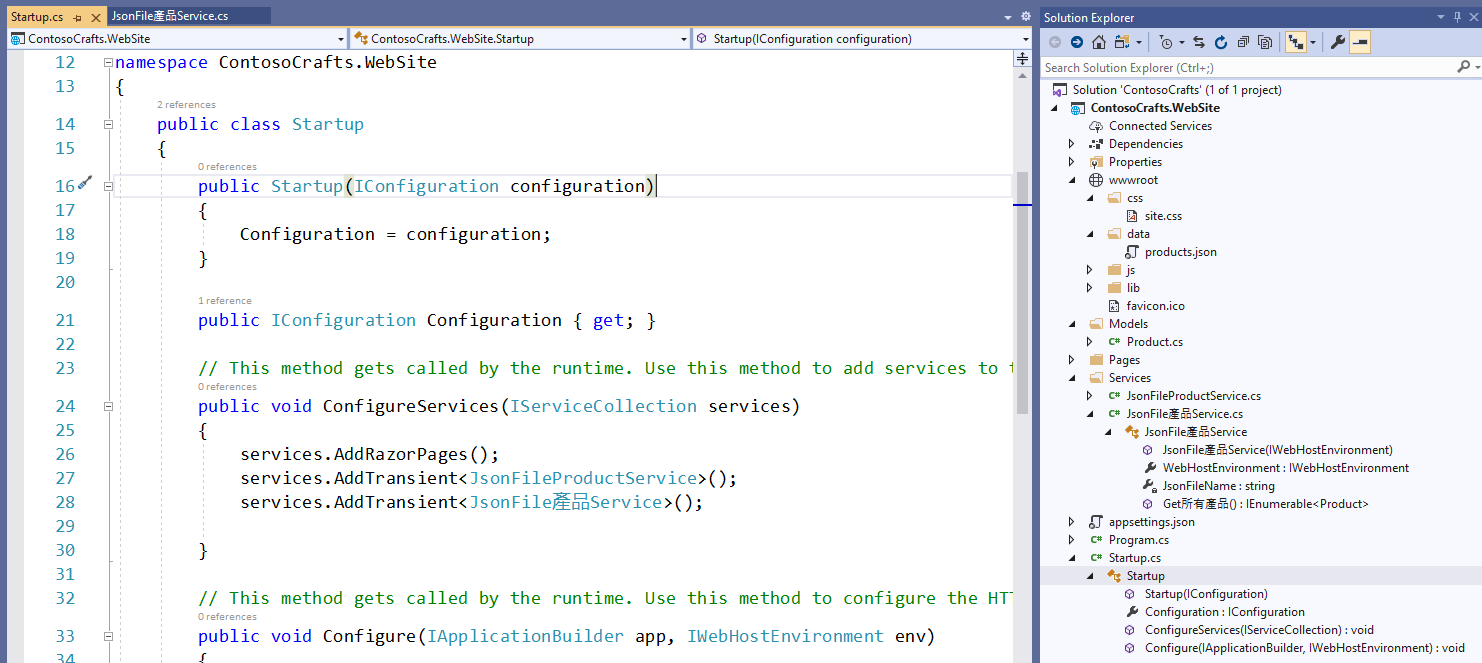 Startup.cs
JsonFile產品Service.cs
ContosoCrafts.WebSite
ContosoCrafts.WebSite.Startup
Startup(IConfiguration configuration)
12 namespace ContosoCrafts.WebSite
13 {
2 references
14 public class Startup
15 {
0 references
16 public Startup(IConfiguration configuration)
17 {
18 Configuration = configuration;
19 }
20
1 reference
21 public IConfiguration Configuration { get; }
22
23 // This method gets called by the runtime. Use this method to add services to
0 references
24 public void ConfigureServices(IServiceCollection services)
25 {
26 services.AddRazorPages();
27 services.AddTransient<JsonFileProductService>();
28 services.AddTransient<JsonFile產品Service>();
29
30 }
31
32 // This method gets called by the runtime. Use this method to configure the HTT
0 references
33 public void Configure(IApplicationBuilder app, IWebHostEnvironment env)
34 {
Solution Explorer
Search Solution Explorer (Ctrl+;)
Solution 'ContosoCrafts' (1 of 1 project)
ContosoCrafts.WebSite
Connected Services
Dependencies
Properties
wwwroot
css
site.css
data
products.json
js
lib
favicon.ico
Models
C# Product.cs
Pages
Services
C# JsonFileProductService.cs
C# JsonFile產品Service.cs
JsonFile產品Service
JsonFile產品Service(IWebHostEnvironment)
WebHostEnvironment : IWebHostEnvironment
JsonFileName : string
Get所有產品() : IEnumerable<Product>
appsettings.json
C# Program.cs
C# Startup.cs
Startup
Startup(IConfiguration)
Configuration : IConfiguration
ConfigureServices(IServiceCollection) : void
Configure(IApplicationBuilder, IWebHostEnvironment) : void